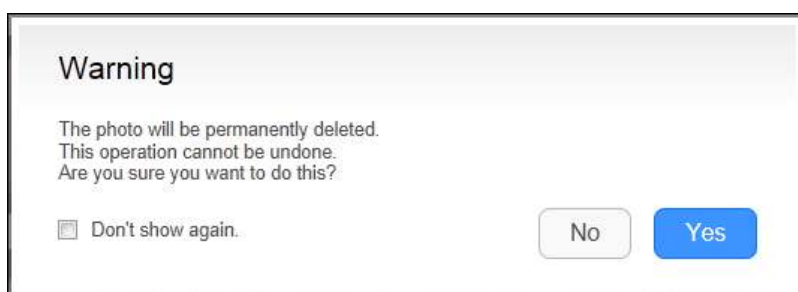 Warning
The photo will be permanently deleted.
This operation cannot be undone.
Are you sure you want to do this?
Don't show again.
No
Yes